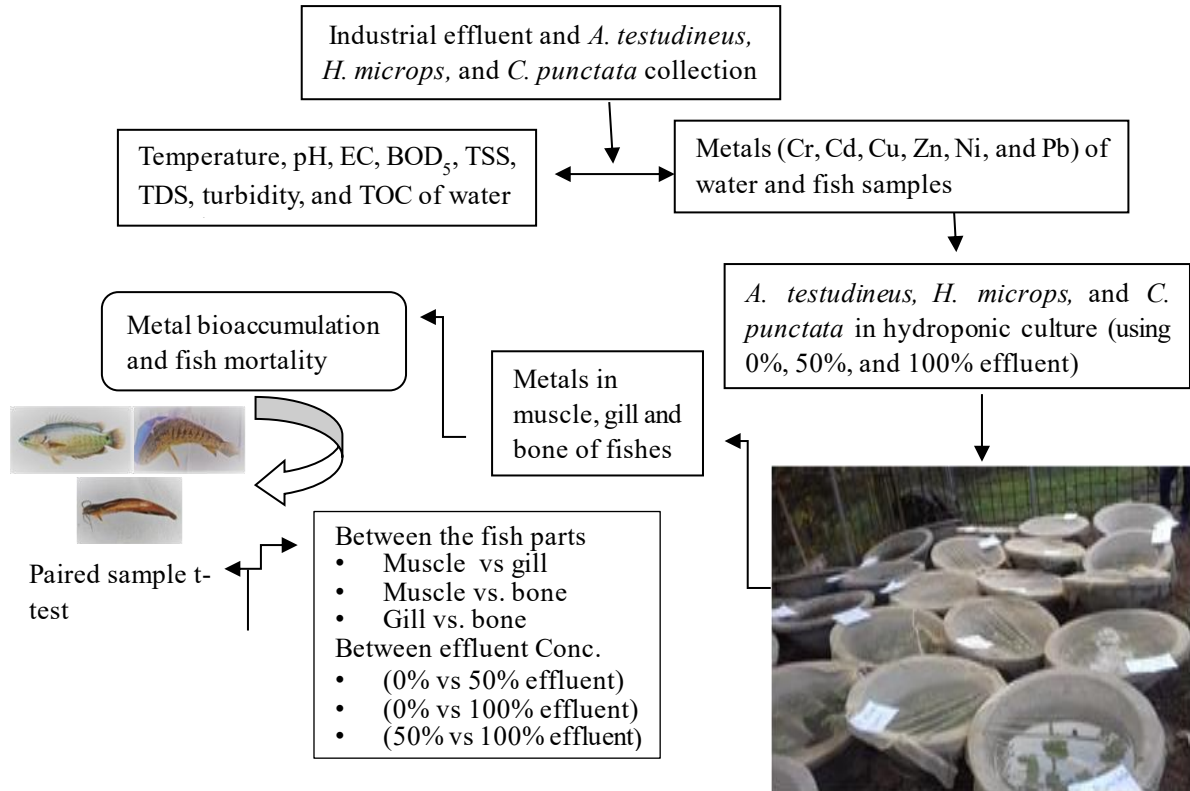 Industrial effluent and A. testudineus,
H. microps, and C. punctata collection
Temperature, pH, EC, BOD5, TSS,
TDS, turbidity, and TOC of water
Metals (Cr, Cd, Cu, Zn, Ni, and Pb) of
water and fish samples
A. testudineus, H. microps, and C.
punctata in hydroponic culture (using
0%, 50%, and 100% effluent)
Metals in
muscle, gill and
bone of fishes
Metal bioaccumulation
and fish mortality
Paired sample t-
test
Between the fish parts
• Muscle vs gill
• Muscle vs. bone
• Gill vs. bone
Between effluent Conc.
• (0% vs 50% effluent)
• (0% vs 100% effluent)
• (50% vs 100% effluent)